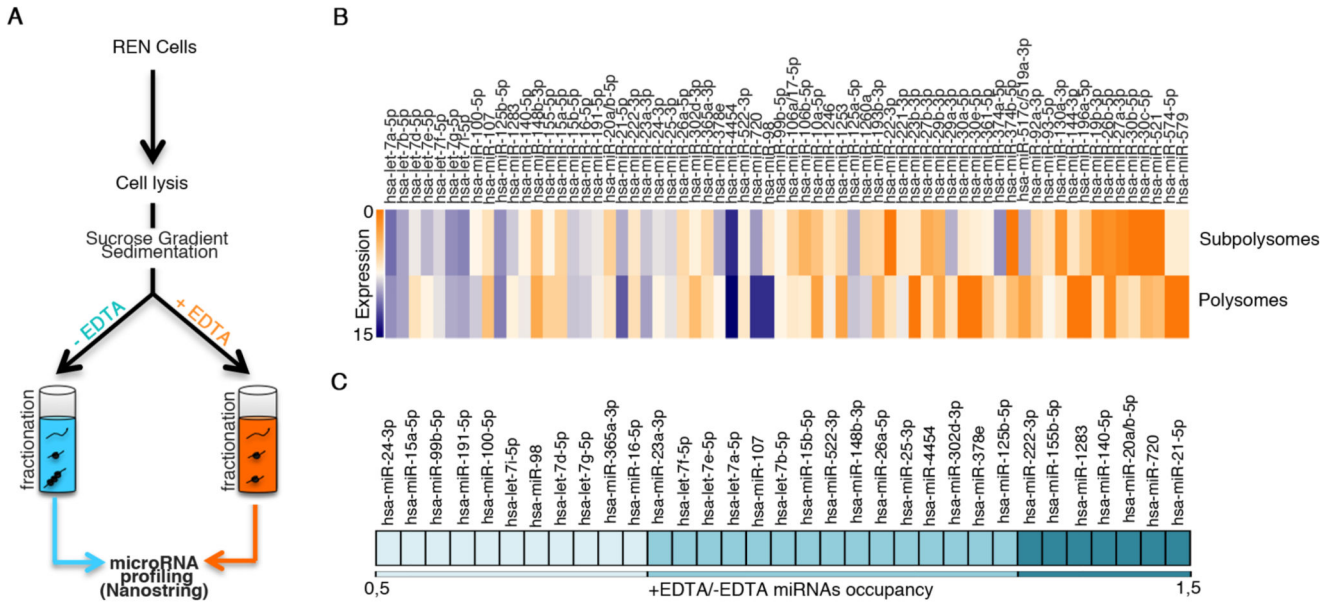 A
REN Cells
Cell lysis
Sucrose Gradient
Sedimentation
- EDTA
+ EDTA
fractionation
fractionation
microRNA
profiling
(Nanostring)
B
hsa-let-7a-5p
hsa-let-7b-5p
hsa-let-7d-5p
hsa-let-7e-5p
hsa-let-7f-5p
hsa-let-7g-5p
hsa-let-7i-5p
hsa-miR-100-5p
hsa-miR-107
hsa-miR-125b-5p
hsa-miR-1283
hsa-miR-140-5p
hsa-miR-148b-3p
hsa-miR-155-5p
hsa-miR-15a-5p
hsa-miR-15b-5p
hsa-miR-16-5p
hsa-miR-191-5p
hsa-miR-20a/b-5p
hsa-miR-21-5p
hsa-miR-222-3p
hsa-miR-23a-3p
hsa-miR-24-3p
hsa-miR-25-3p
hsa-miR-26a-5p
hsa-miR-302d-3p
hsa-miR-365a-3p
hsa-miR-378e
hsa-miR-4454
hsa-miR-522-3p
hsa-miR-720
hsa-miR-98
hsa-miR-99b-5p
hsa-miR-106a/17-5p
hsa-miR-106b-5p
hsa-miR-10a-5p
hsa-miR-1246
hsa-miR-1253
hsa-miR-125a-5p
hsa-miR-1260a
hsa-miR-193b-3p
hsa-miR-22-3p
hsa-miR-221-3p
hsa-miR-23b-3p
hsa-miR-27b-3p
hsa-miR-29b-3p
hsa-miR-29a-3p
hsa-miR-30a-5p
hsa-miR-30e-5p
hsa-miR-361-5p
hsa-miR-374a-5p
hsa-miR-374b-5p
hsa-miR-517c/519a-3p
hsa-miR-92a-3p
hsa-miR-93-5p
hsa-miR-130a-3p
hsa-miR-144-3p
hsa-miR-196a-5p
hsa-miR-19b-3p
hsa-miR-26b-5p
hsa-miR-30b-5p
hsa-miR-30c-5p
hsa-miR-521
hsa-miR-574-5p
hsa-miR-579
0
Expression
15
Subpolysomes
Polysomes
C
hsa-miR-24-3p
hsa-miR-15a-5p
hsa-miR-99b-5p
hsa-miR-191-5p
hsa-miR-100-5p
hsa-let-7i-5p
hsa-miR-98
hsa-let-7d-5p
hsa-let-7g-5p
hsa-miR-365a-3p
hsa-miR-16-5p
hsa-miR-23a-3p
hsa-let-7f-5p
hsa-let-7e-5p
hsa-let-7a-5p
hsa-miR-107
hsa-let-7b-5p
hsa-miR-15b-5p
hsa-miR-522-3p
hsa-miR-148b-3p
hsa-miR-26a-5p
hsa-miR-25-3p
hsa-miR-4454
hsa-miR-302d-3p
hsa-miR-378e
hsa-miR-125b-5p
hsa-miR-222-3p
hsa-miR-155b-5p
hsa-miR-1283
hsa-miR-140-5p
hsa-miR-20a/b-5p
hsa-miR-720
hsa-miR-21-5p
0,5
+EDTA/-EDTA miRNAs occupancy
1,5